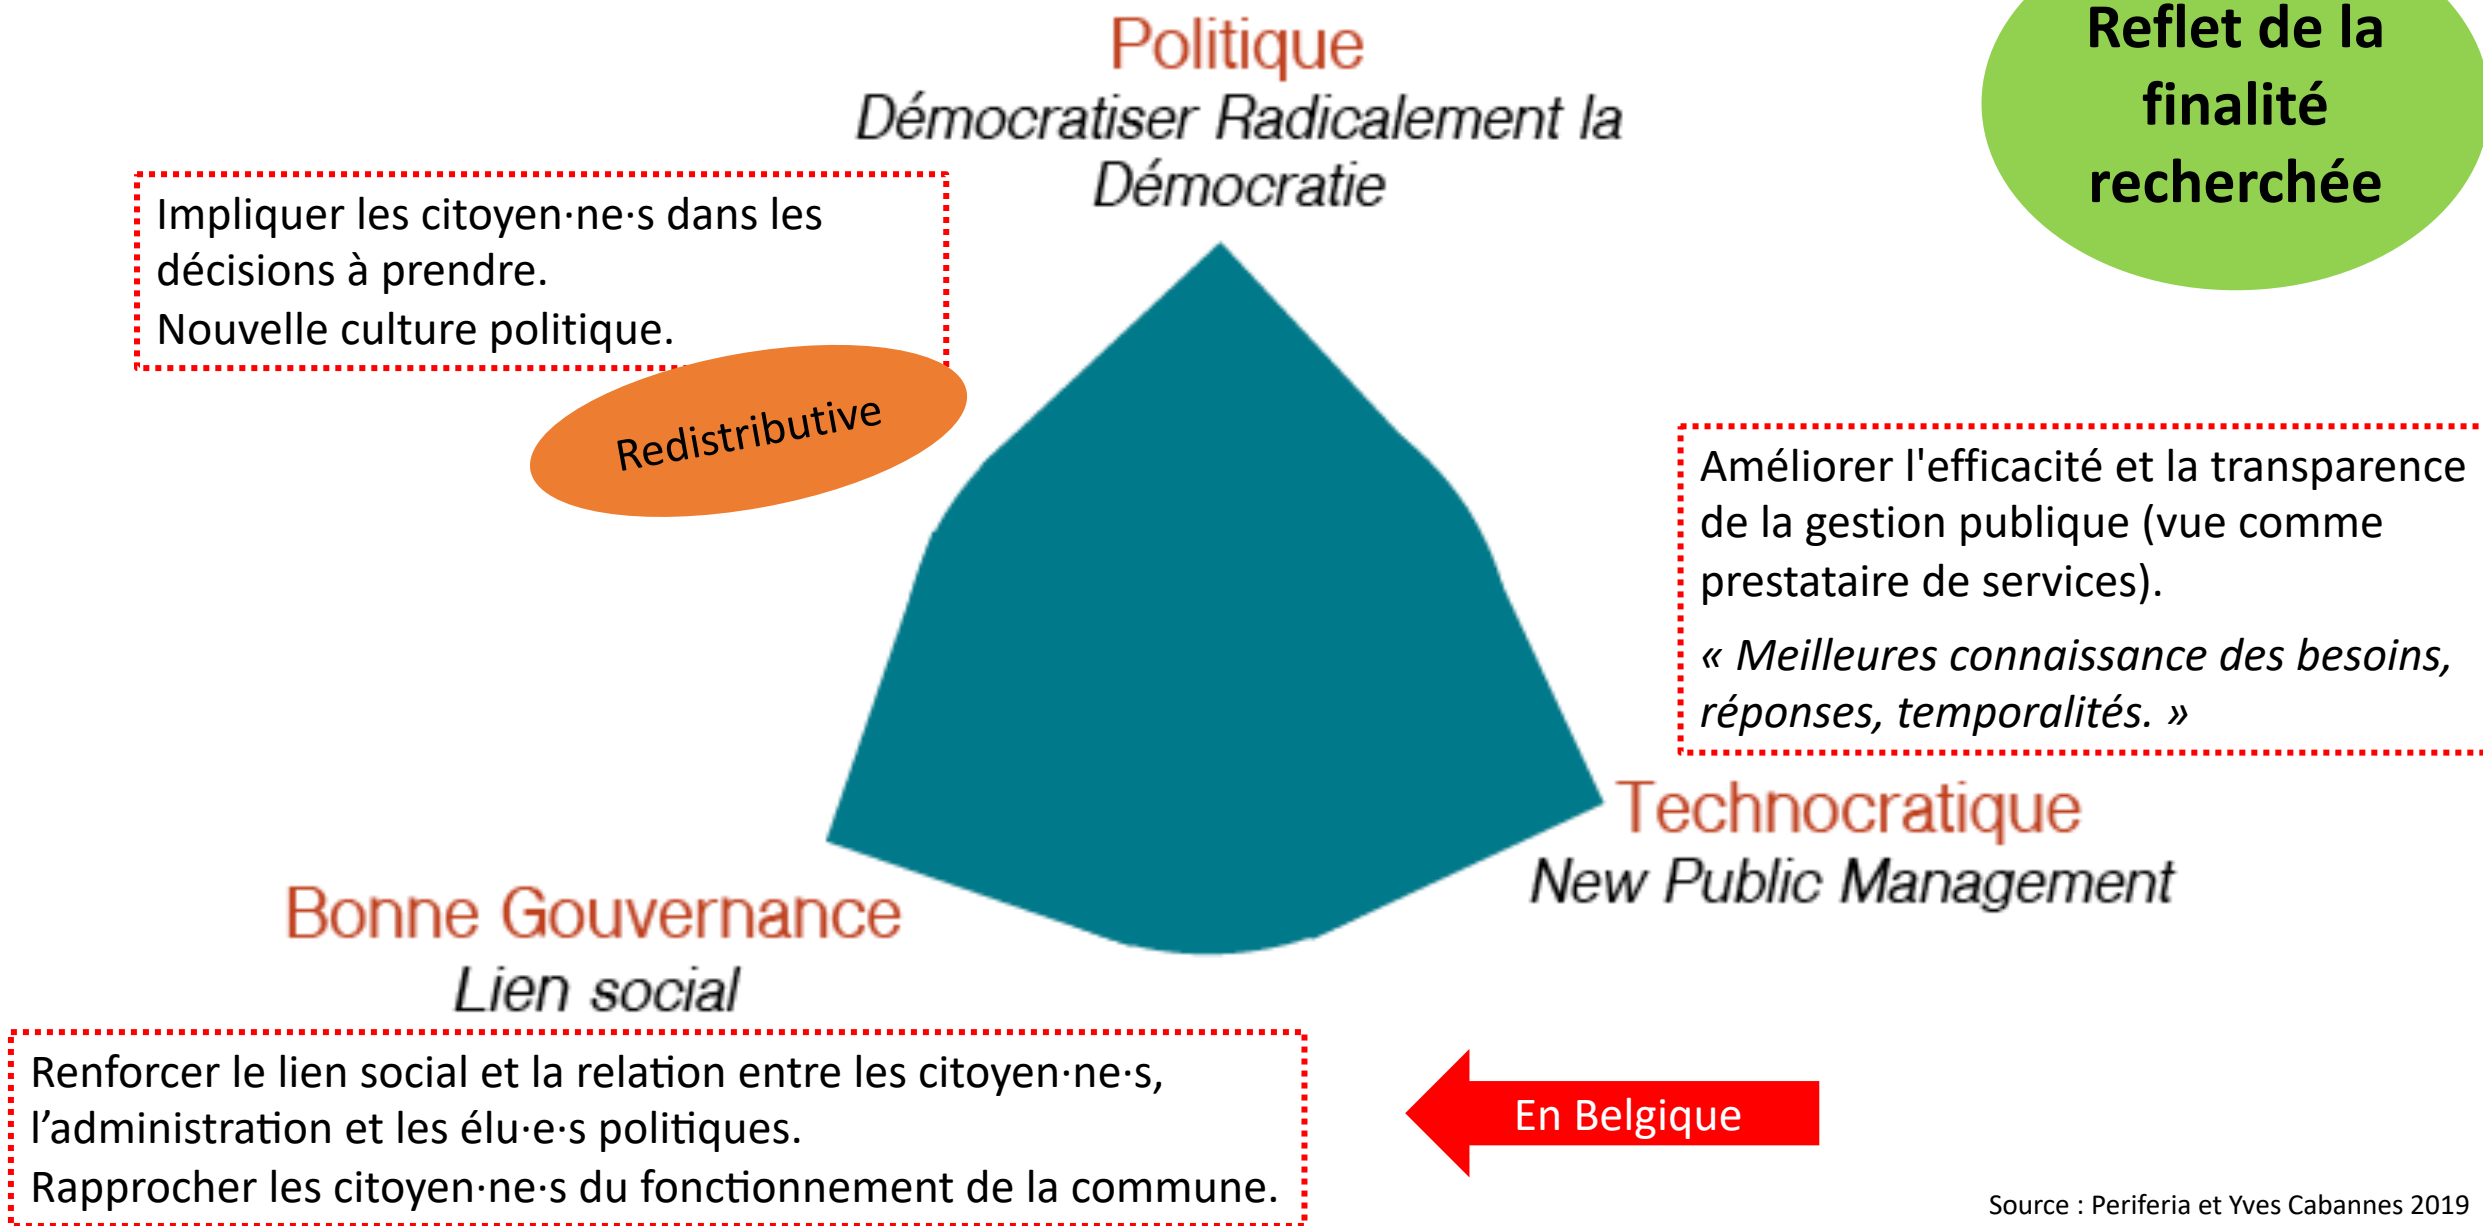 Politique
Démocratiser Radicalement la
Démocratie
Reflet de la
finalité
recherchée
Impliquer les citoyen·ne·s dans les
décisions à prendre.
Nouvelle culture politique.
Redistributive
Améliorer l'efficacité et la transparence
de la gestion publique (vue comme
prestataire de services).
« Meilleures connaissance des besoins,
réponses, temporalités. »
Technocratique
New Public Management
Bonne Gouvernance
Lien social
Renforcer le lien social et la relation entre les citoyen·ne·s,
l’administration et les élu·e·s politiques.
Rapprocher les citoyen·ne·s du fonctionnement de la commune.
En Belgique
Source : Periferia et Yves Cabannes 2019